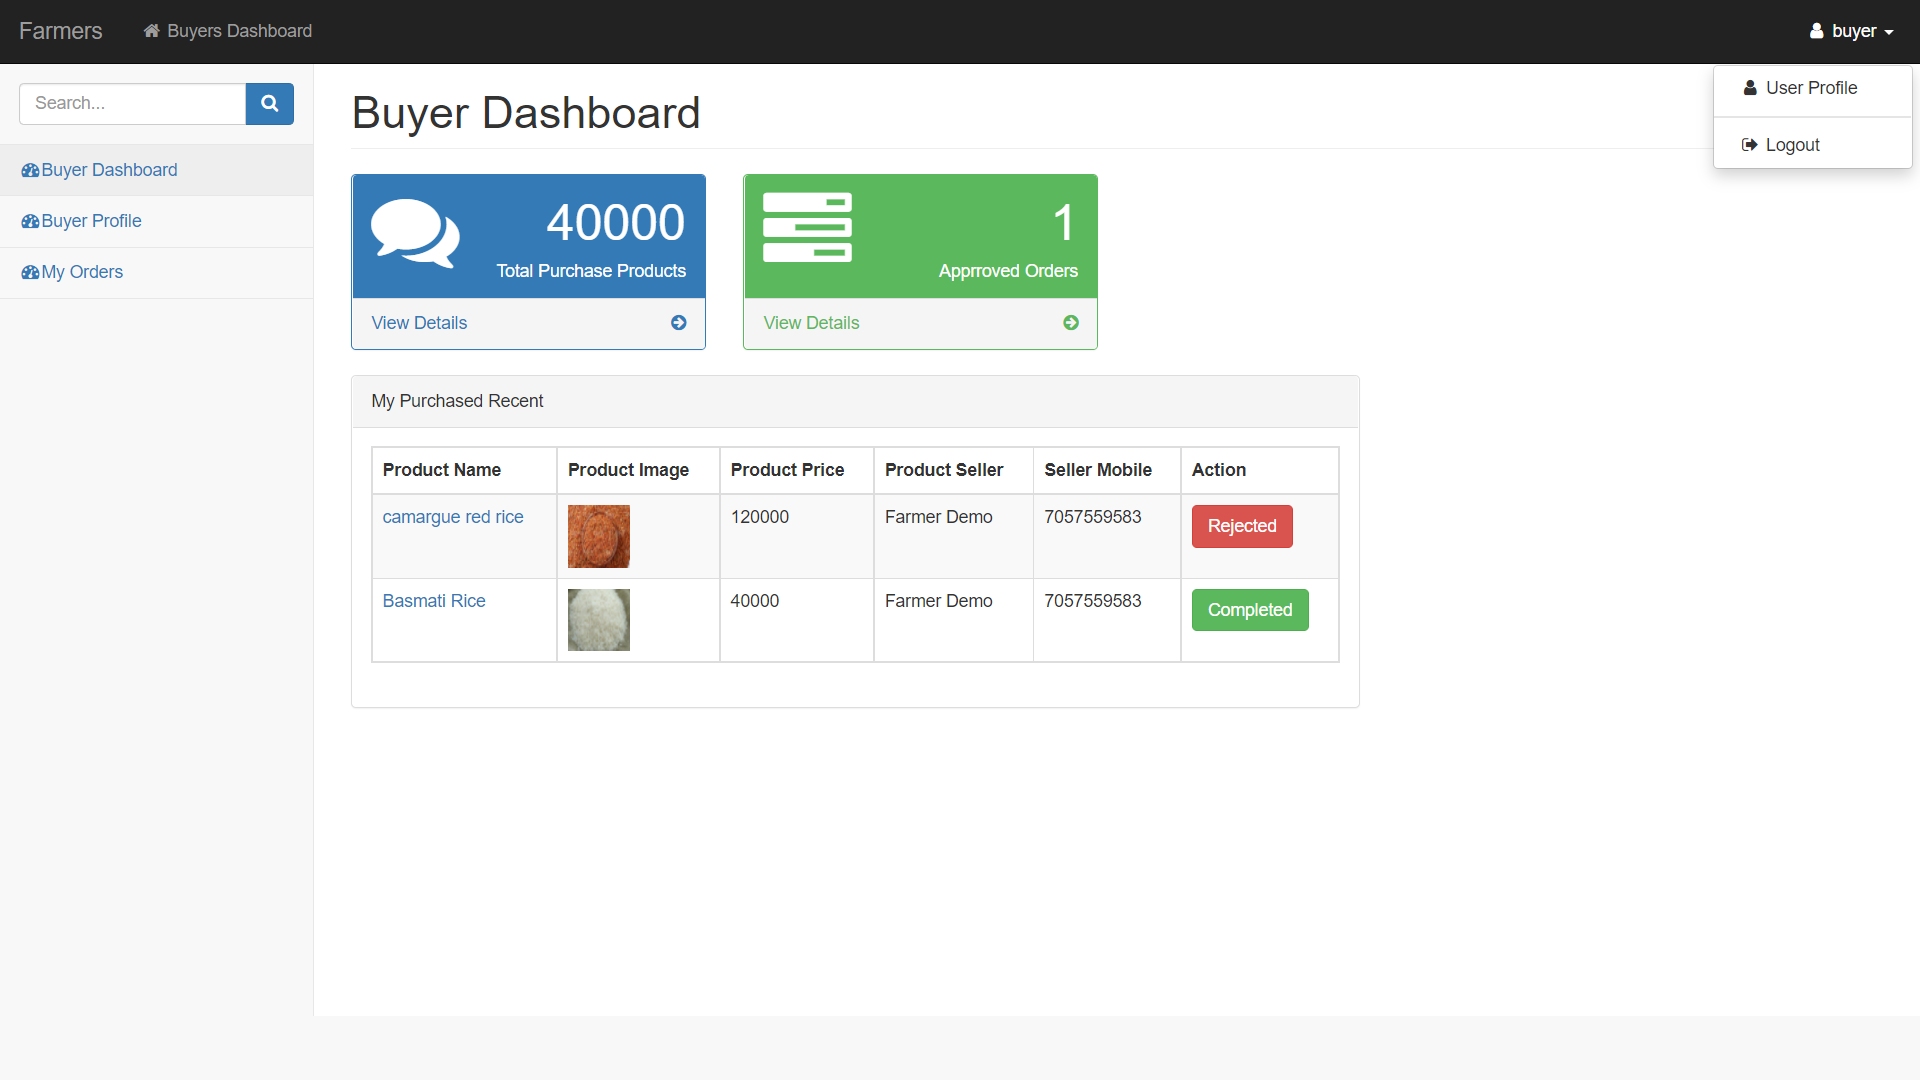 Farmers
Buyers Dashboard
buyer
User Profile
Logout
Search...
Buyer Dashboard
Buyer Profile
My Orders
Buyer Dashboard
40000
Total Purchase Products
View Details
1
Apprroved Orders
View Details
My Purchased Recent
Product Name Product Image Product Price Product Seller Seller Mobile Action
camargue red rice 120000 Farmer Demo 7057559583 Rejected
Basmati Rice 40000 Farmer Demo 7057559583 Completed